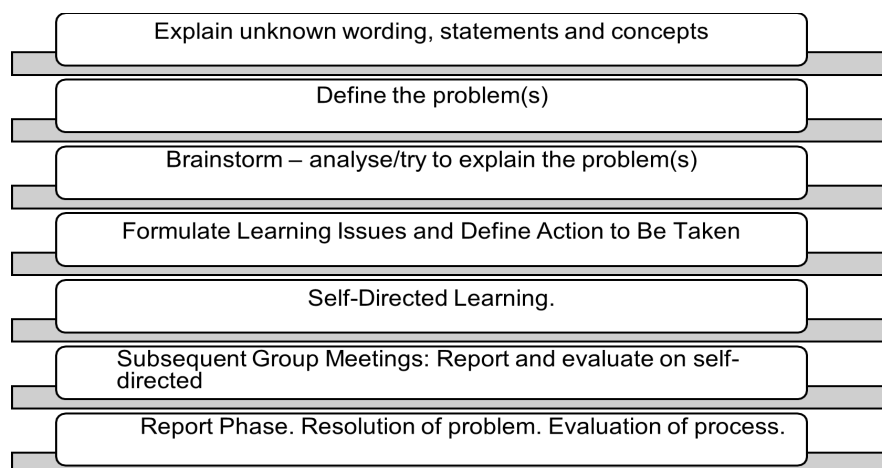 Explain unknown wording, statements and concepts
Define the problem(s)
Brainstorm – analyse/try to explain the problem(s)
Formulate Learning Issues and Define Action to Be Taken
Self-Directed Learning.
Subsequent Group Meetings: Report and evaluate on self-
directed
Report Phase. Resolution of problem. Evaluation of process.